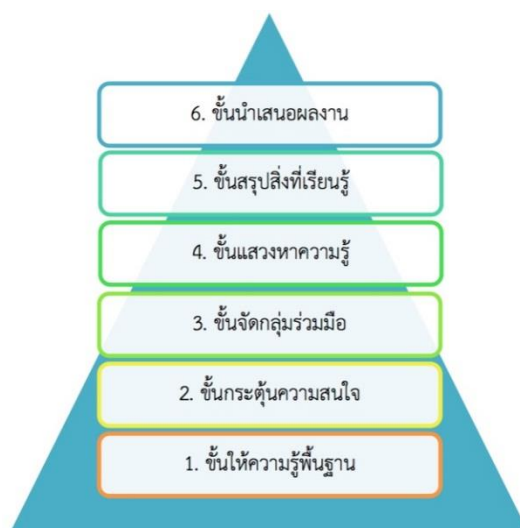 6. ขั้นนำเสนอผลงาน
5. ขั้นสรุปสิ่งที่เรียนรู้
4. ขั้นแสวงหาความรู้
3. ขั้นจัดกลุ่มร่วมมือ
2. ขั้นกระตุ้นความสนใจ
1. ขั้นให้ความรู้พื้นฐาน